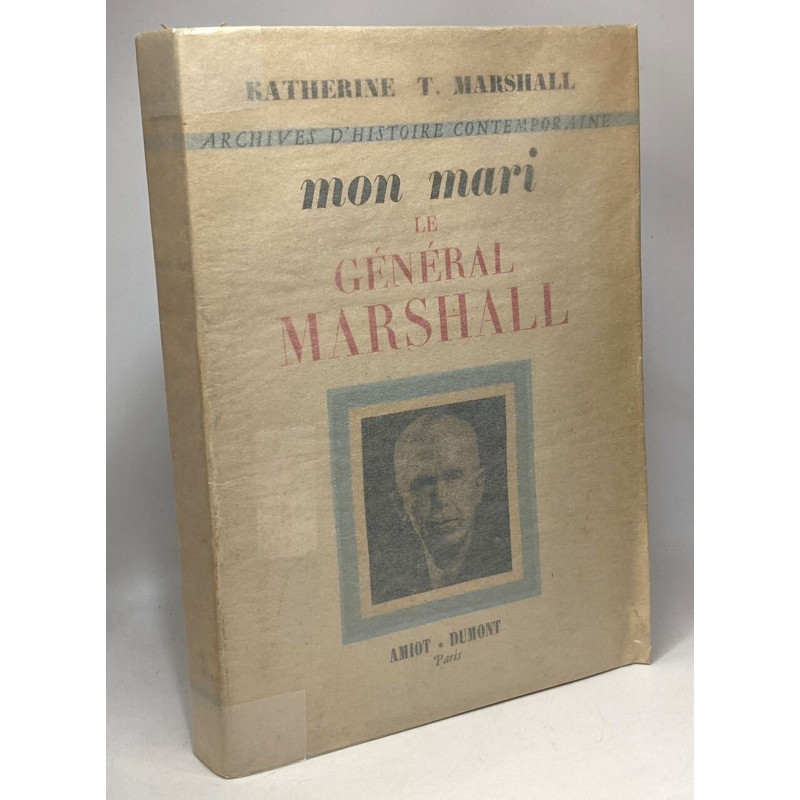 KATHERINE T. MARSHALL
ARCHIVES D'HISTOIRE CONTEMPORAINE
mon mari
LE
GÉNÉRAL
MARSHALL
AMIOT ★ DUMONT
Paris